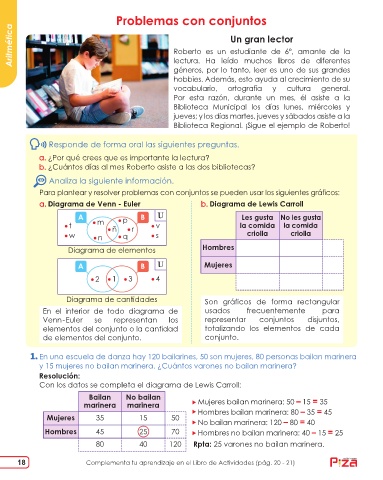 Problemas con conjuntos
Aritmética
Un gran lector
Roberto es un estudiante de 6°, amante de la
lectura. Ha leído muchos libros de diferentes
géneros, por lo tanto, leer es uno de sus grandes
hobbies. Además, esto ayuda al crecimiento de su
vocabulario, ortografía y cultura general.
Por esta razón, durante un mes, él asiste a la
Biblioteca Municipal los días lunes, miércoles y
jueves; y los días martes, jueves y sábados asiste a la
Biblioteca Regional. ¡Sigue el ejemplo de Roberto!
Responde de forma oral las siguientes preguntas.
a. ¿Por qué crees que es importante la lectura?
b. ¿Cuántos días al mes Roberto asiste a las dos bibliotecas?
Analiza la siguiente información.
Para plantear y resolver problemas con conjuntos se pueden usar los siguientes gráficos:
a. Diagrama de Venn - Euler
A B U
t m p v
ñ r
w n q s
Diagrama de elementos
A B U
2 1 3 4
Diagrama de cantidades
En el interior de todo diagrama de
Venn-Euler se representan los
elementos del conjunto o la cantidad
de elementos del conjunto.
b. Diagrama de Lewis Carroll
Les gusta la comida criolla No les gusta la comida criolla
Hombres
Mujeres
Son gráficos de forma rectangular
usados frecuentemente para
representar conjuntos disjuntos,
totalizando los elementos de cada
conjunto.
1. En una escuela de danza hay 120 bailarines, 50 son mujeres, 80 personas bailan marinera
y 15 mujeres no bailan marinera. ¿Cuántos varones no bailan marinera?
Resolución:
Con los datos se completa el diagrama de Lewis Carroll:
Bailan marinera No bailan marinera
Mujeres 35 15 50
Hombres 45 25 70
80 40 120
Mujeres bailan marinera: 50 – 15 = 35
Hombres bailan marinera: 80 – 35 = 45
No bailan marinera: 120 – 80 = 40
Hombres no bailan marinera: 40 – 15 = 25
Rpta: 25 varones no bailan marinera.
18
Complementa tu aprendizaje en el Libro de Actividades (pág. 20 - 21)